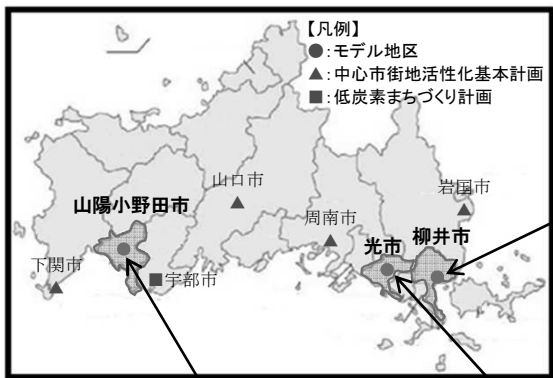 【凡例】
●:モデル地区
▲:中心市街地活性化基本計画
■:低炭素まちづくり計画
山口市
岩国市
山陽小野田市
周南市
柳井市
光市
下関市
宇部市